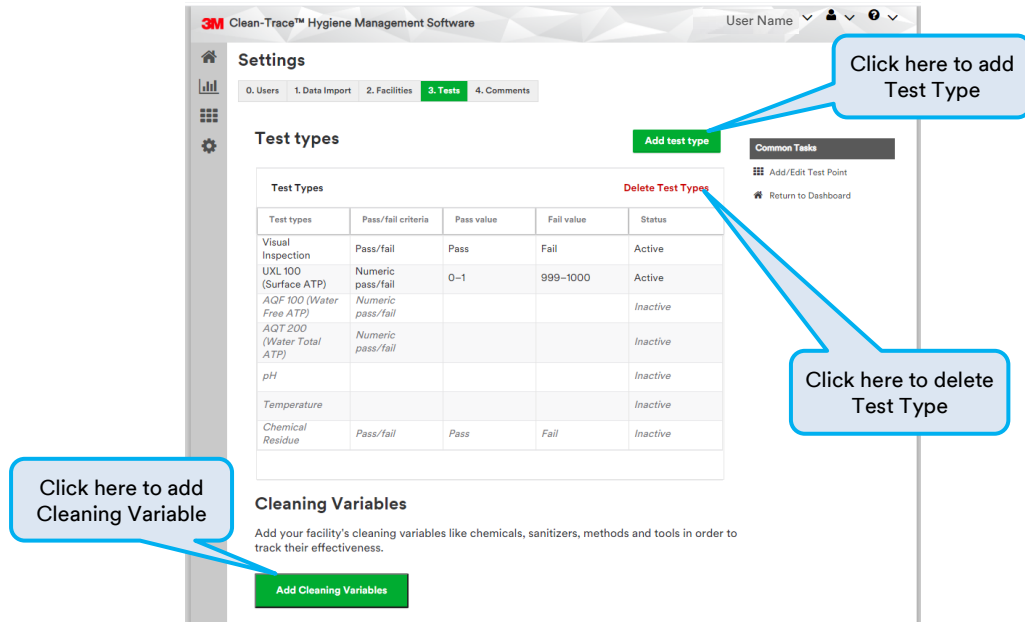 3M Clean-Trace™ Hygiene Management Software
User Name
Click here to add
Test Type
Settings
0. Users 1. Data Import 2. Facilities 3. Tests 4. Comments
Test types
Add test type
Common Tasks
Add/Edit Test Point
Return to Dashboard
Test Types
Delete Test Types
Test types Pass/fail criteria Pass value Fail value Status
Visual
Inspection Pass/fail Pass Fail Active
UXL 100
(Surface ATP) Numeric
pass/fail 0–1 999–1000 Active
AQF 100 (Water
Free ATP) Numeric
pass/fail Inactive
AQT 200
(Water Total
ATP) Numeric
pass/fail Inactive
pH Inactive
Temperature Inactive
Chemical
Residue Pass/fail Pass Fail Inactive
Click here to delete
Test Type
Click here to add
Cleaning Variable
Cleaning Variables
Add your facility's cleaning variables like chemicals, sanitizers, methods and tools in order to
track their effectiveness.
Add Cleaning Variables